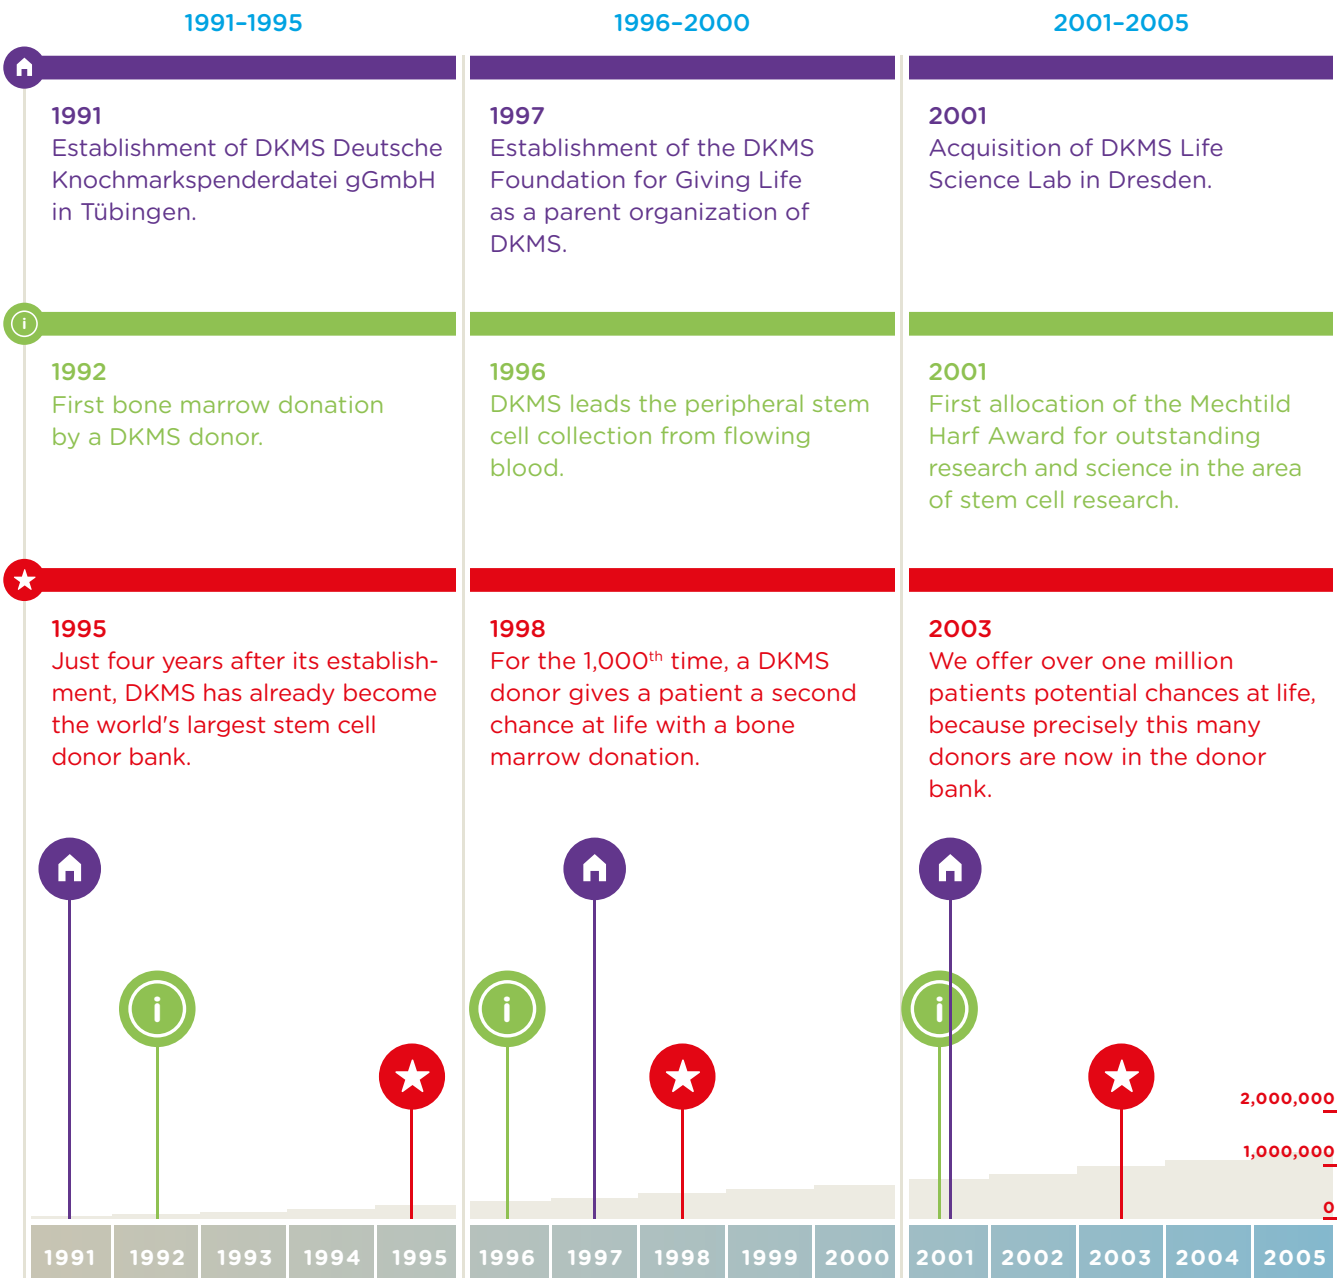 1991–1995
1996–2000
2001–2005
1991
Establishment of DKMS Deutsche
Knochmarkspenderdatei gGmbH
in Tübingen.
1997
Establishment of the DKMS
Foundation for Giving Life
as a parent organization of
DKMS.
2001
Acquisition of DKMS Life
Science Lab in Dresden.
i
1992
First bone marrow donation
by a DKMS donor.
1996
DKMS leads the peripheral stem
cell collection from flowing
blood.
2001
First allocation of the Mechtild
Harf Award for outstanding
research and science in the area
of stem cell research.
1995
Just four years after its establish-
ment, DKMS has already become
the world's largest stem cell
donor bank.
1998
For the 1,000th time, a DKMS
donor gives a patient a second
chance at life with a bone
marrow donation.
2003
We offer over one million
patients potential chances at life,
because precisely this many
donors are now in the donor
bank.
i
i
i
2,000,000
1,000,000
0
1991 1992 1993 1994 1995 1996 1997 1998 1999 2000 2001 2002 2003 2004 2005